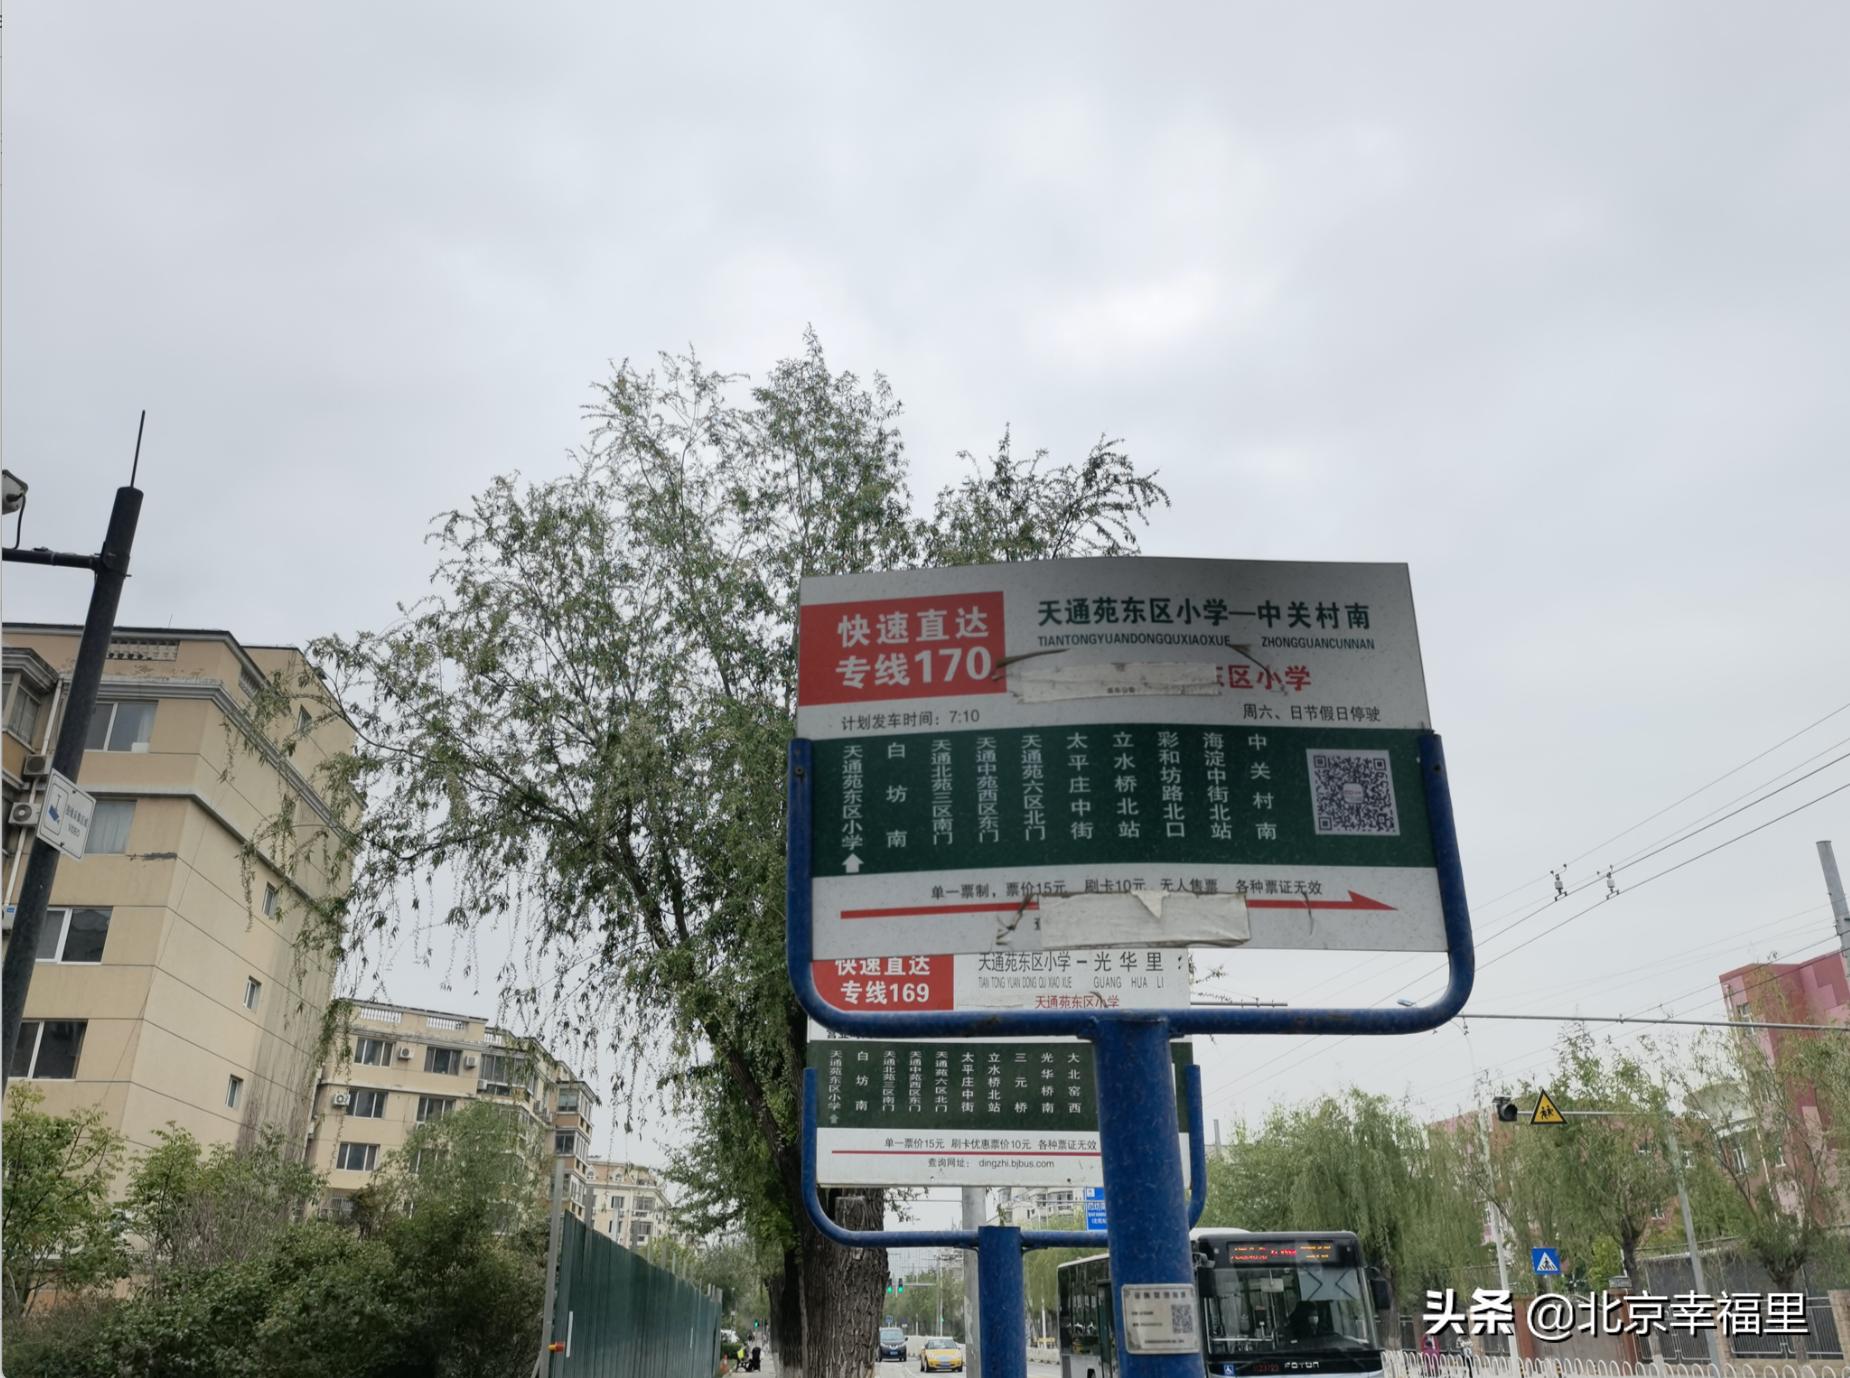 快速直达
专线170
天通苑东区小学—中关村南
TIANTONGYUANDONGQUXIAOXUE ZHONGGUANCUNNAN
东区小学
计划发车时间：7:10
周六、日节假日停驶
天通苑东区小学
白坊南
天通北苑三区南门
天通中苑西区东门
天通苑六区北门
太平庄中街
立水桥北站
彩和坊路北口
海淀中街北站
中关村南
单一票制，票价15元 刷卡10元 无人售票 各种票证无效
快速直达
专线169
天通苑东区小学—光华里
TIAN TONG YUAN DONG QU XIAO XUE GUANG HUA LI
天通苑东区小学
天通苑东区小学
白坊南
天通北苑三区南门
天通中苑西区东门
天通苑六区北门
太平庄中街
立水桥北站
三元桥
光华桥南
大北窑西
单一票价15元 刷卡优惠票价10元 各种票证无效
查询网址： dingzhi.bjbus.com
VIDEO
FOTON
头条 @北京幸福里